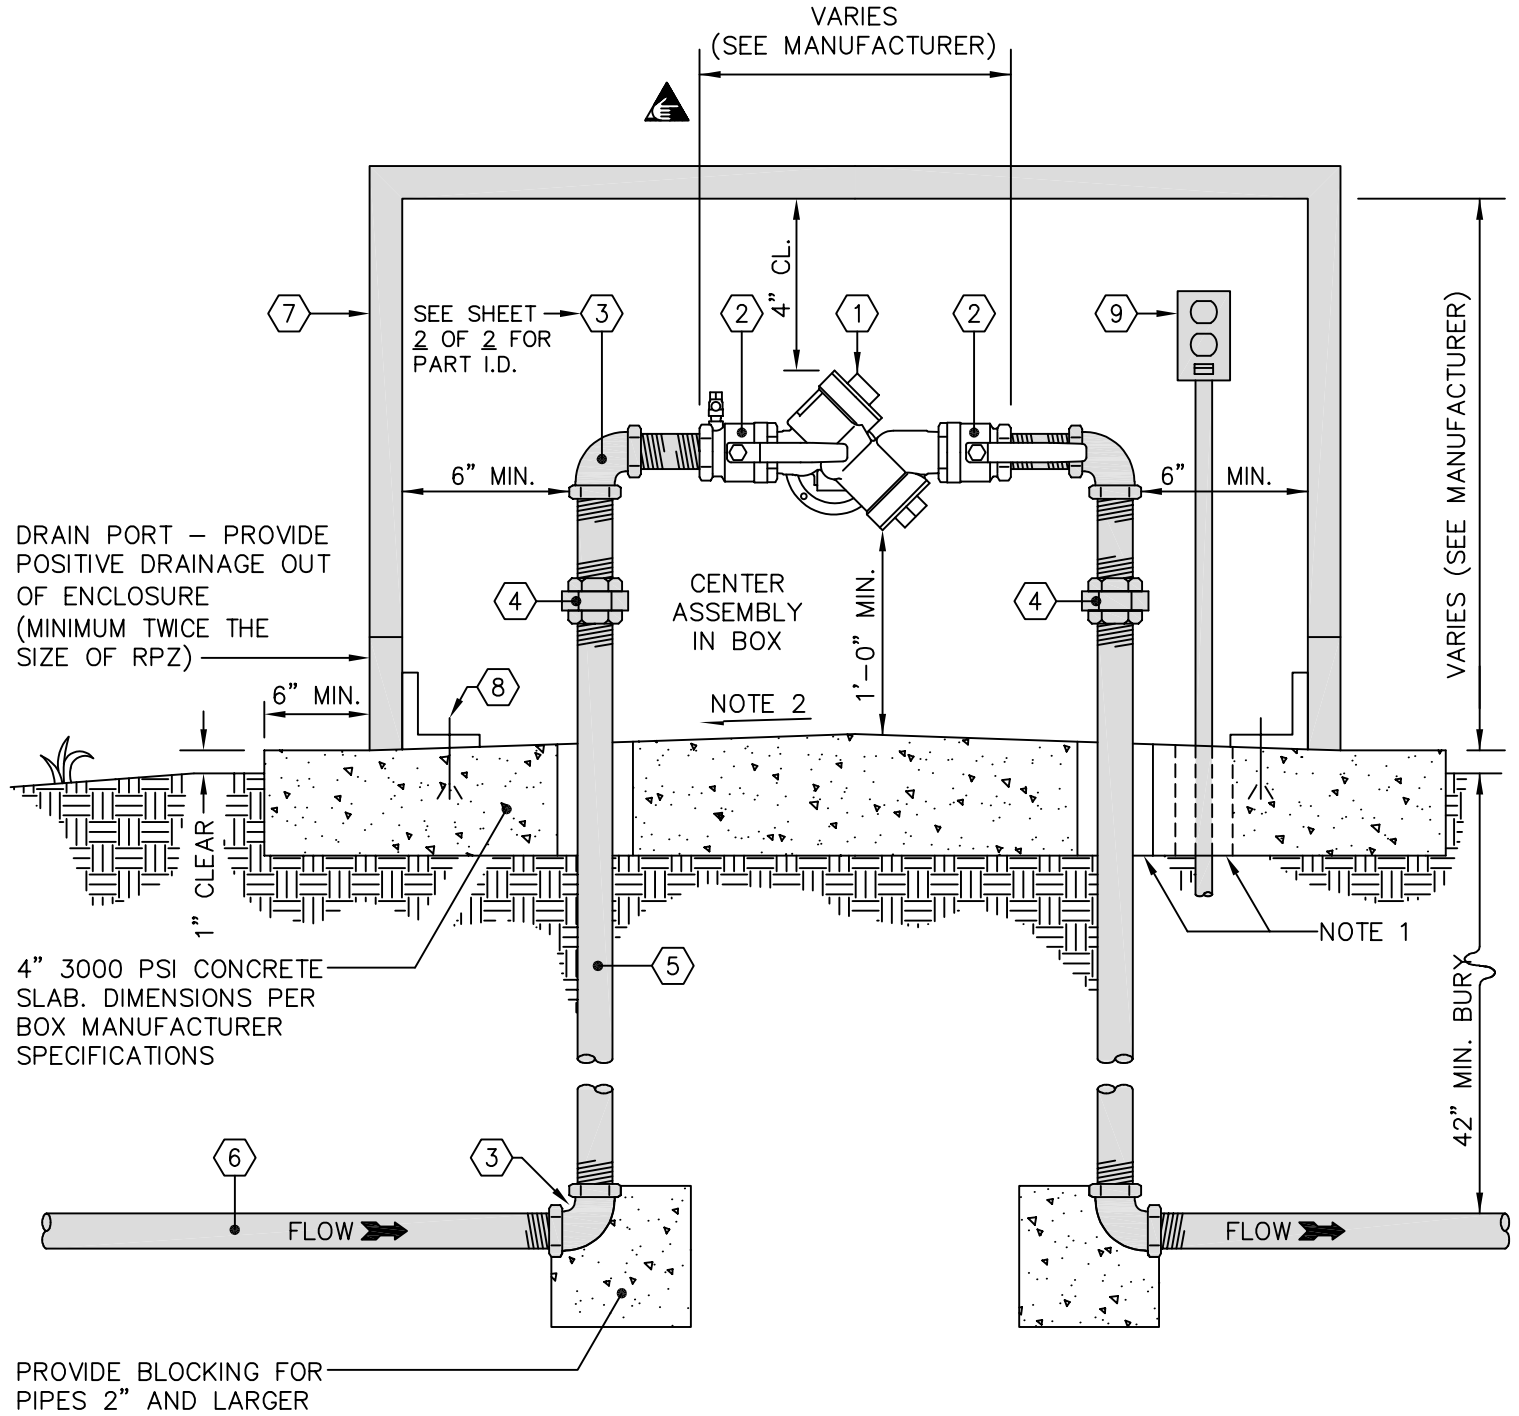 VARIES
(SEE MANUFACTURER)
4” CL.
7
SEE SHEET
2 OF 2 FOR
PART I.D.
3
2
1
2
9
VARIES (SEE MANUFACTURER)
6” MIN.
6”  MIN.
DRAIN PORT – PROVIDE
POSITIVE DRAINAGE OUT
OF ENCLOSURE
(MINIMUM TWICE THE
SIZE OF RPZ)
4
CENTER
ASSEMBLY
IN BOX
1’–0” MIN.
4
6” MIN.
8
NOTE 2
1” CLEAR
NOTE 1
4” 3000 PSI CONCRETE
SLAB. DIMENSIONS PER
BOX MANUFACTURER
SPECIFICATIONS
5
42” MIN. BURY
6
3
FLOW
FLOW
PROVIDE BLOCKING FOR
PIPES 2” AND LARGER